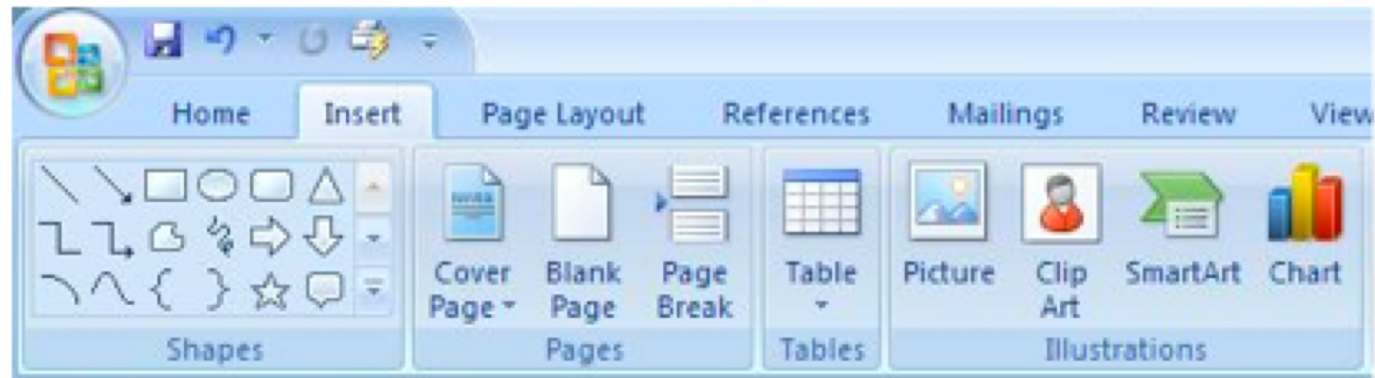 Home Insert Page Layout References Mailings Review View
Cover Page Blank Page Page Break Table Picture Clip Art SmartArt Chart
Shapes Pages Tables Illustrations